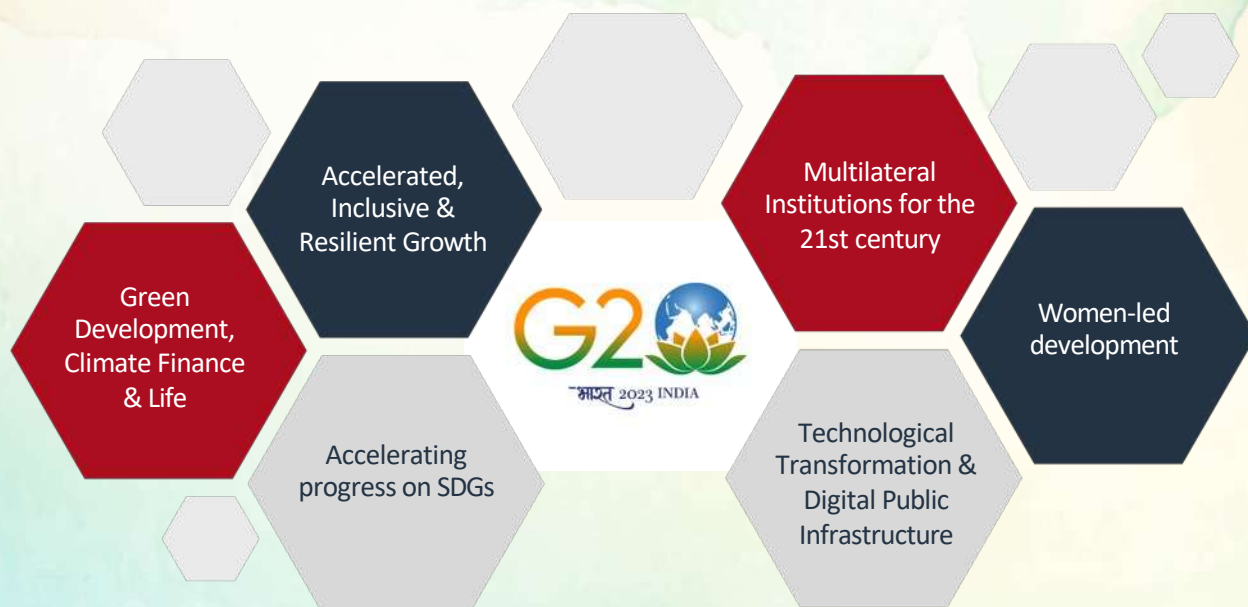 Green
Development,
Climate Finance
& Life
Accelerated,
Inclusive &
Resilient Growth
Accelerating
progress on SDGs
G20
भारत 2023 INDIA
Multilateral
Institutions for the
21st century
Technological
Transformation &
Digital Public
Infrastructure
Women-led
development